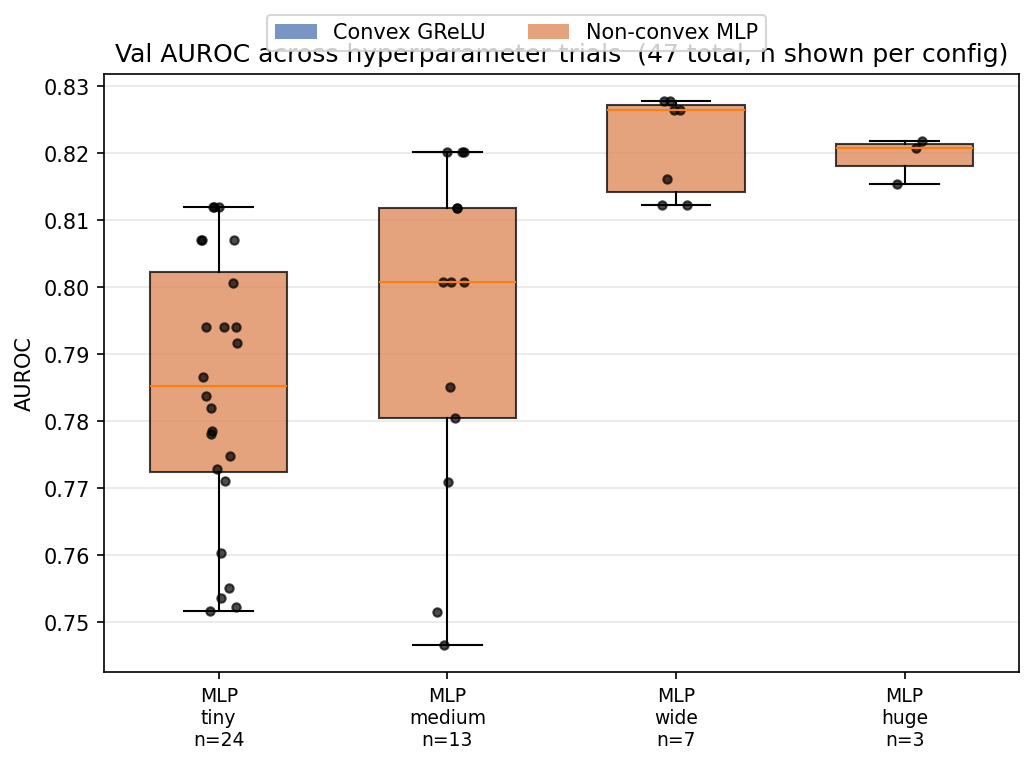 Convex GReLU
Non-convex MLP
Val AUROC across hyperparameter trials (47 total, n shown per config)
AUROC
0.83
0.82
0.81
0.80
0.79
0.78
0.77
0.76
0.75
MLP
tiny
n=24
MLP
medium
n=13
MLP
wide
n=7
MLP
huge
n=3